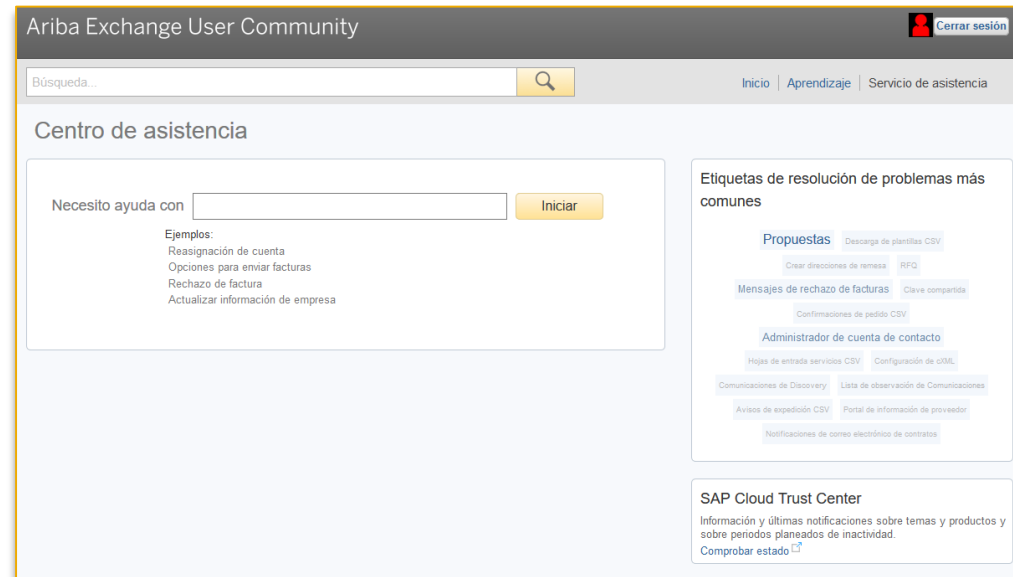 Ariba Exchange User Community
Cerrar sesión
Búsqueda...
Inicio
Aprendizaje
Servicio de asistencia
Centro de asistencia
Necesito ayuda con
Iniciar
Ejemplos:
Reasignación de cuenta
Opciones para enviar facturas
Rechazo de factura
Actualizar información de empresa
Etiquetas de resolución de problemas más
comunes
Propuestas Descarga de plantillas CSV
Crear direcciones de remesa RFQ
Mensajes de rechazo de facturas Clave compartida
Confirmaciones de pedido CSV
Administrador de cuenta de contacto
Hojas de entrada servicios CSV Configuración de cXML
Comunicaciones de Discovery Lista de observación de Comunicaciones
Avisos de expedición CSV Portal de información de proveedor
Notificaciones de correo electrónico de contratos
SAP Cloud Trust Center
Información y últimas notificaciones sobre temas y productos y
sobre periodos planeados de inactividad.
Comprobar estado